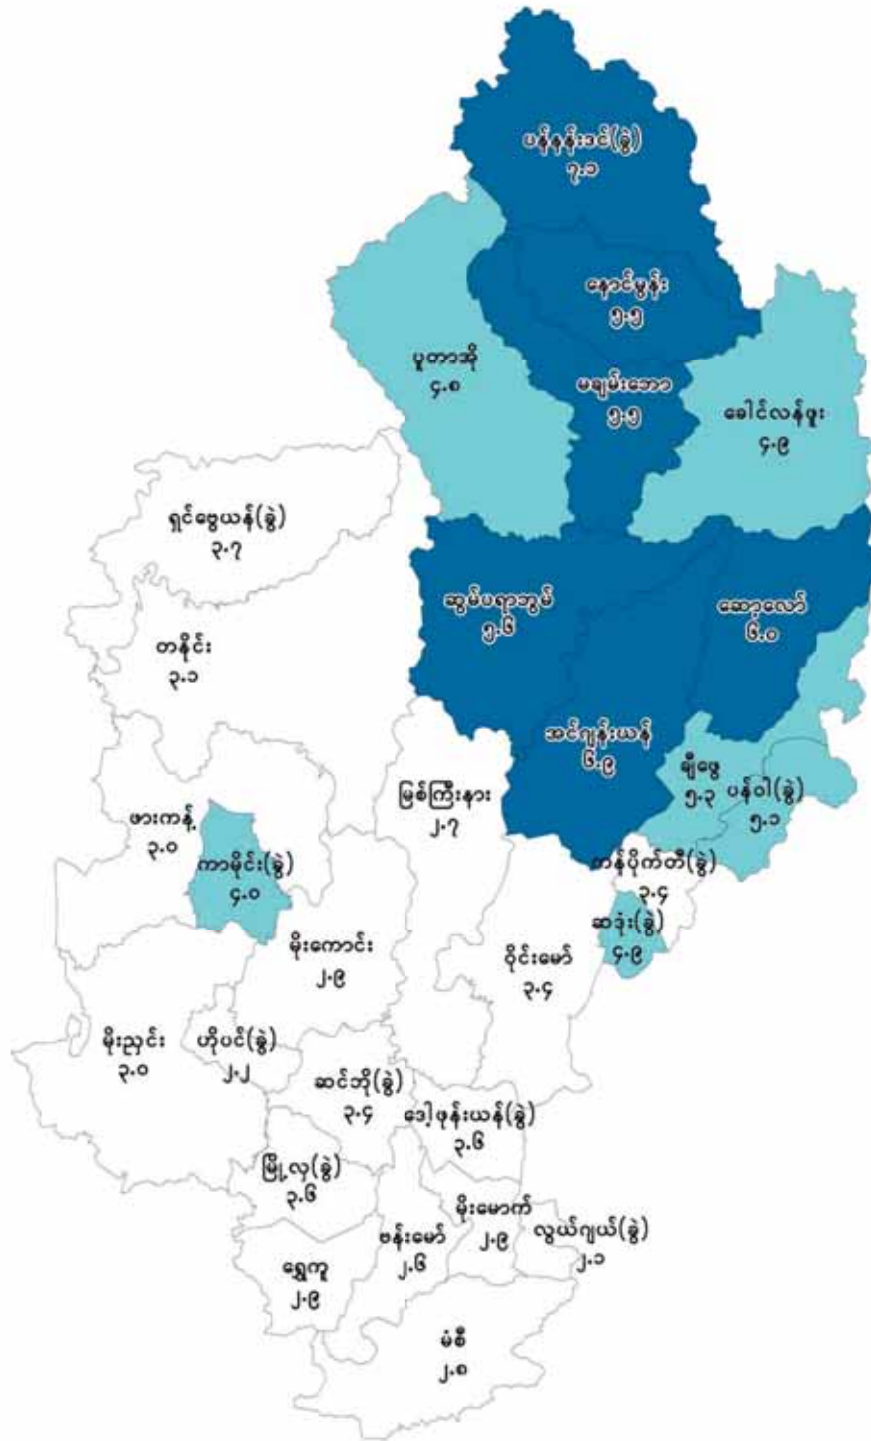 ပန်နန်းဒင်(ခွဲ)
၇.၁
နောင်မွန်း
၅.၅
ပူတာအို
၄.၈
မချမ်းဘော
၅.၅
ခေါင်လန်ဖူး
၄.၉
ရှင်ဗွေယန်(ခွဲ)
၃.၇
ဆွမ်ပရာဘွမ်
၅.၆
ဆော့လော်
၆.၀
တနိုင်း
၃.၁
အင်ဂျန်းယန်
၆.၉
ချီဖွေ
၅.၃
ပန်ဝါ(ခွဲ)
၅.၁
မြစ်ကြီးနား
၂.၇
ဖားကန့်
၃.၀
ကာမိုင်း(ခွဲ)
၄.၀
ကန်ပိုက်တီ(ခွဲ)
၃.၄
ဆဒုံး(ခွဲ)
၄.၉
မိုးကောင်း
၂.၉
ဝိုင်းမော်
၃.၄
မိုးညှင်း
၃.၀
ဟိုပင်(ခွဲ)
၂.၂
ဆင်ဘို(ခွဲ)
၃.၄
ဒေါ့ဖုန်းယန်(ခွဲ)
၃.၆
မြို့လှ(ခွဲ)
၃.၆
မိုးမောက်
၂.၉
ဗန်းမော်
၂.၆
လွယ်ဂျယ်(ခွဲ)
၂.၁
ရွှေကူ
၂.၉
မံစီ
၂.၈